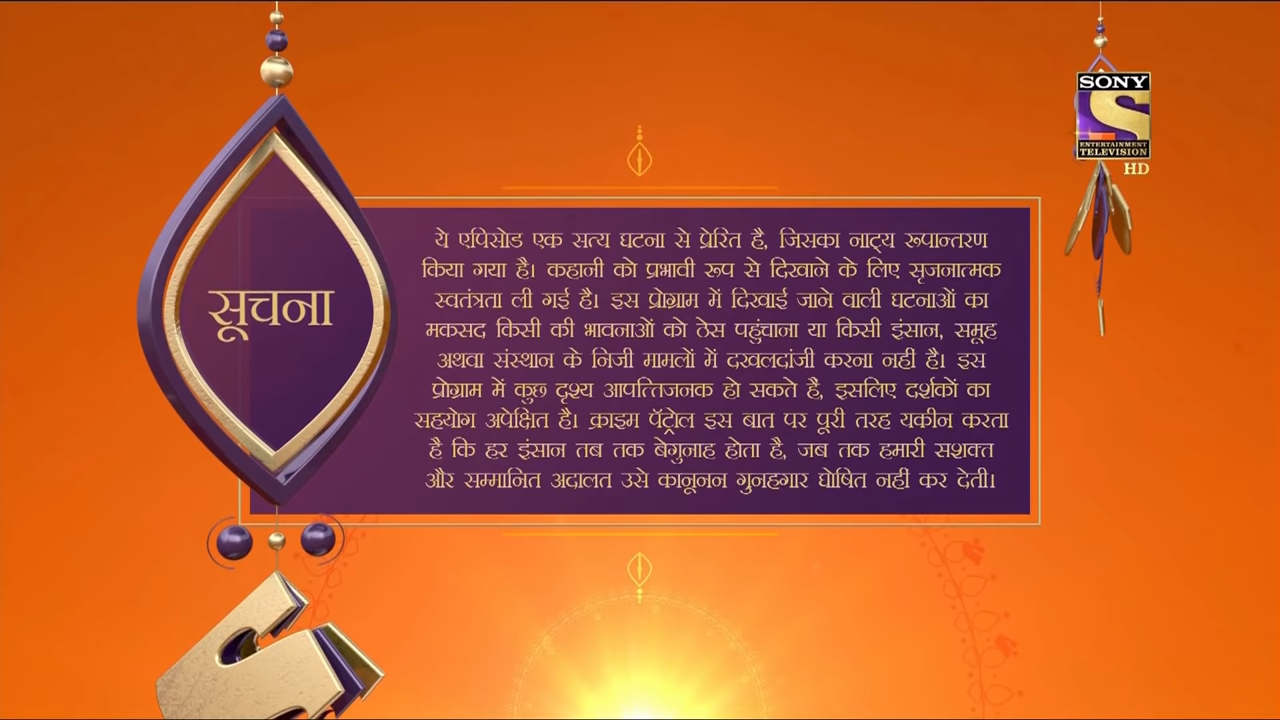 सूचना
ये एपिसोड एक सत्य घटना से प्रेरित है, जिसका नाट्य रूपान्तरण
किया गया है। कहानी को प्रभावी रूप से दिखाने के लिए सृजनात्मक
स्वतंत्रता ली गई है। इस प्रोग्राम में दिखाई जाने वाली घटनाओं का
मकसद किसी की भावनाओं को ठेस पहुंचाना या किसी इंसान, समूह
अथवा संस्थान के निजी मामलों में दखलदांजी करना नहीं है। इस
प्रोग्राम में कुछ दृश्य आपत्तिजनक हो सकते हैं, इसलिए दर्शकों का
सहयोग अपेक्षित है। क्राइम पॅट्रोल इस बात पर पूरी तरह यकीन करता
है कि हर इंसान तब तक बेगुनाह होता है, जब तक हमारी सशक्त
और सम्मानित अदालत उसे कानूनन गुनहगार घोषित नहीं कर देती।
SONY
ENTERTAINMENT
TELEVISION
HD